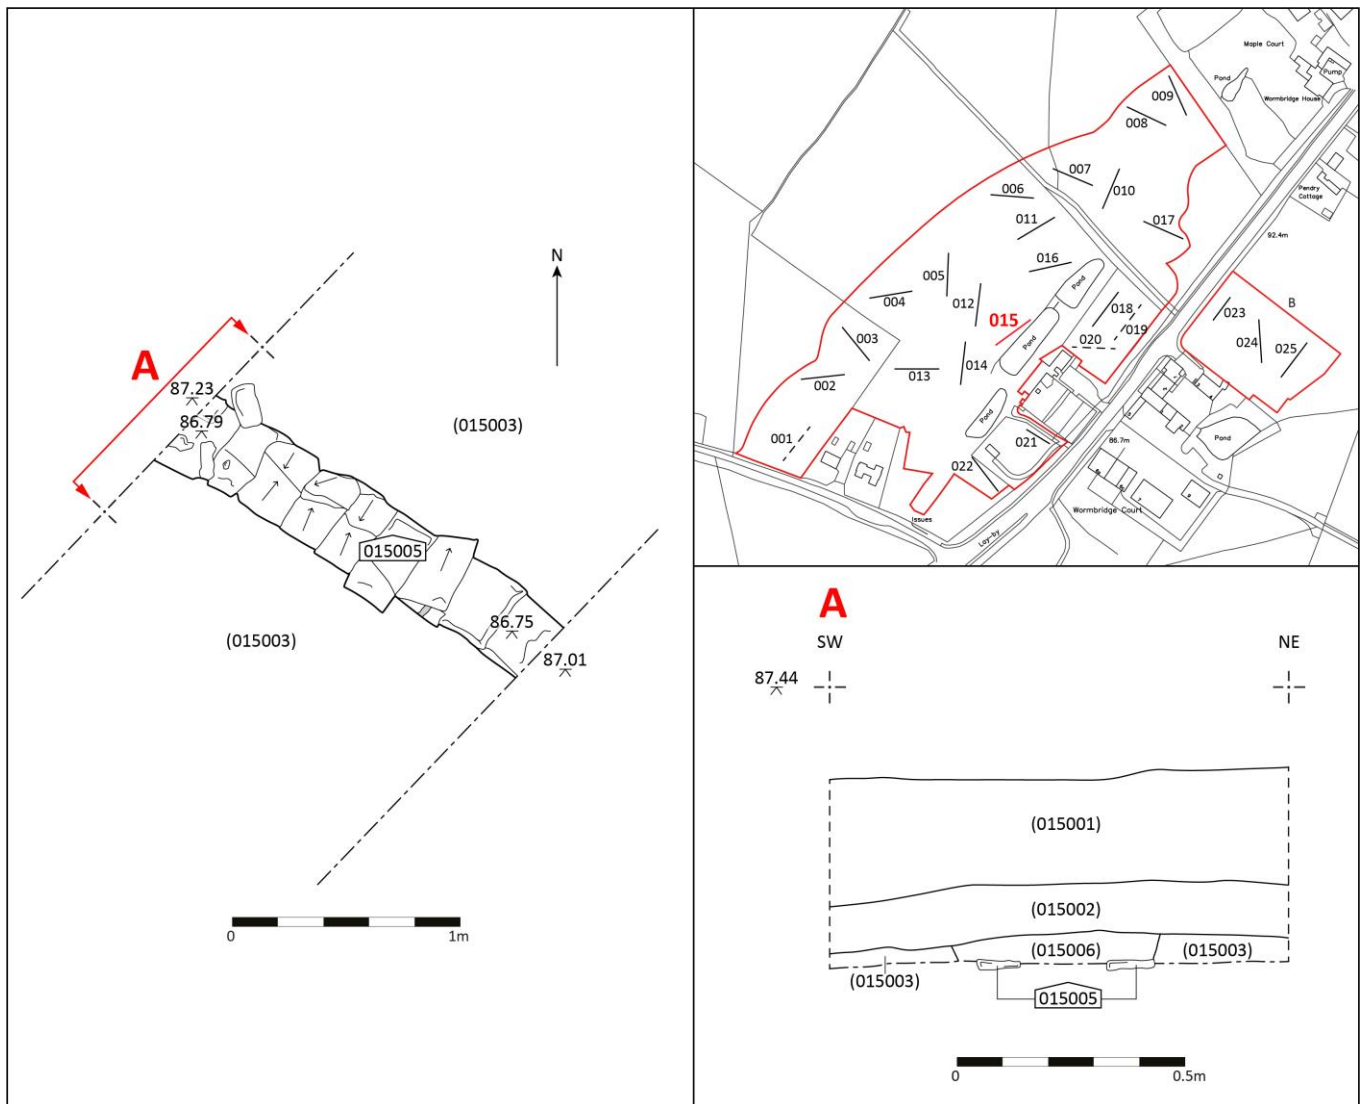 N
A
87.23
86.79
(015003)
015005
(015003)
86.75
87.01
0
1m
Maple Court
Pump
Pond
Wormbridge House
009
008
007
010
Pendry
Cottage
006
011
017
92.4m
016
005
Pond
B
004
012
018
023
015
019
003
Pond
020
024
025
014
013
002
Pond
021
001
86.7m
Pond
022
Wormbridge Court
Issues
Lay-by
A
SW
NE
87.44
(015001)
(015002)
(015006)
(015003)
(015003)
015005
0
0.5m